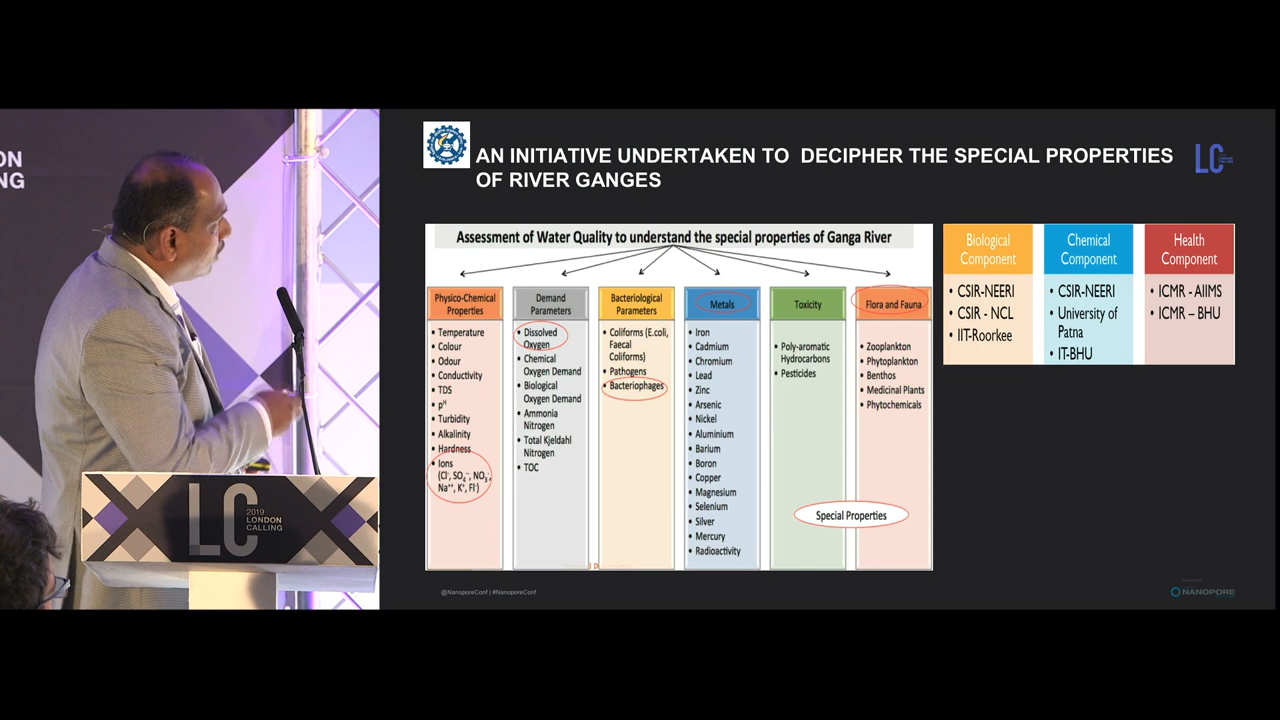 ON
NG
LC
2019
LONDON
CALLING
AN INITIATIVE UNDERTAKEN TO DECIPHER THE SPECIAL PROPERTIES
OF RIVER GANGES
LC
Assessment of Water Quality to understand the special properties of Ganga River
Physico-Chemical
Properties
• Temperature
• Colour
• Odour
• Conductivity
• TDS
• pH
• Turbidity
• Alkalinity
• Hardness
• Ions
(Cl⁻, SO₄⁻⁻, NO₃⁻,
Na⁺⁺, K⁺, Fl⁻)
Demand
Parameters
• Dissolved
Oxygen
• Chemical
Oxygen Demand
• Biological
Oxygen Demand
• Ammonia
Nitrogen
• Total Kjeldahl
Nitrogen
• TOC
Bacteriological
Parameters
• Coliforms (E.coli,
Faecal
Coliforms)
• Pathogens
• Bacteriophages
Metals
• Iron
• Cadmium
• Chromium
• Lead
• Zinc
• Arsenic
• Nickel
• Aluminium
• Barium
• Boron
• Copper
• Magnesium
• Selenium
• Silver
• Mercury
• Radioactivity
Toxicity
• Poly-aromatic
Hydrocarbons
• Pesticides
Flora and Fauna
• Zooplankton
• Phytoplankton
• Benthos
• Medicinal Plants
• Phytochemicals
Special Properties
Biological
Component
• CSIR-NEERI
• CSIR - NCL
• IIT-Roorkee
Chemical
Component
• CSIR-NEERI
• University of
Patna
• IT-BHU
Health
Component
• ICMR - AIIMS
• ICMR – BHU
@NanoporeConf | #NanoporeConf
NANOPORE